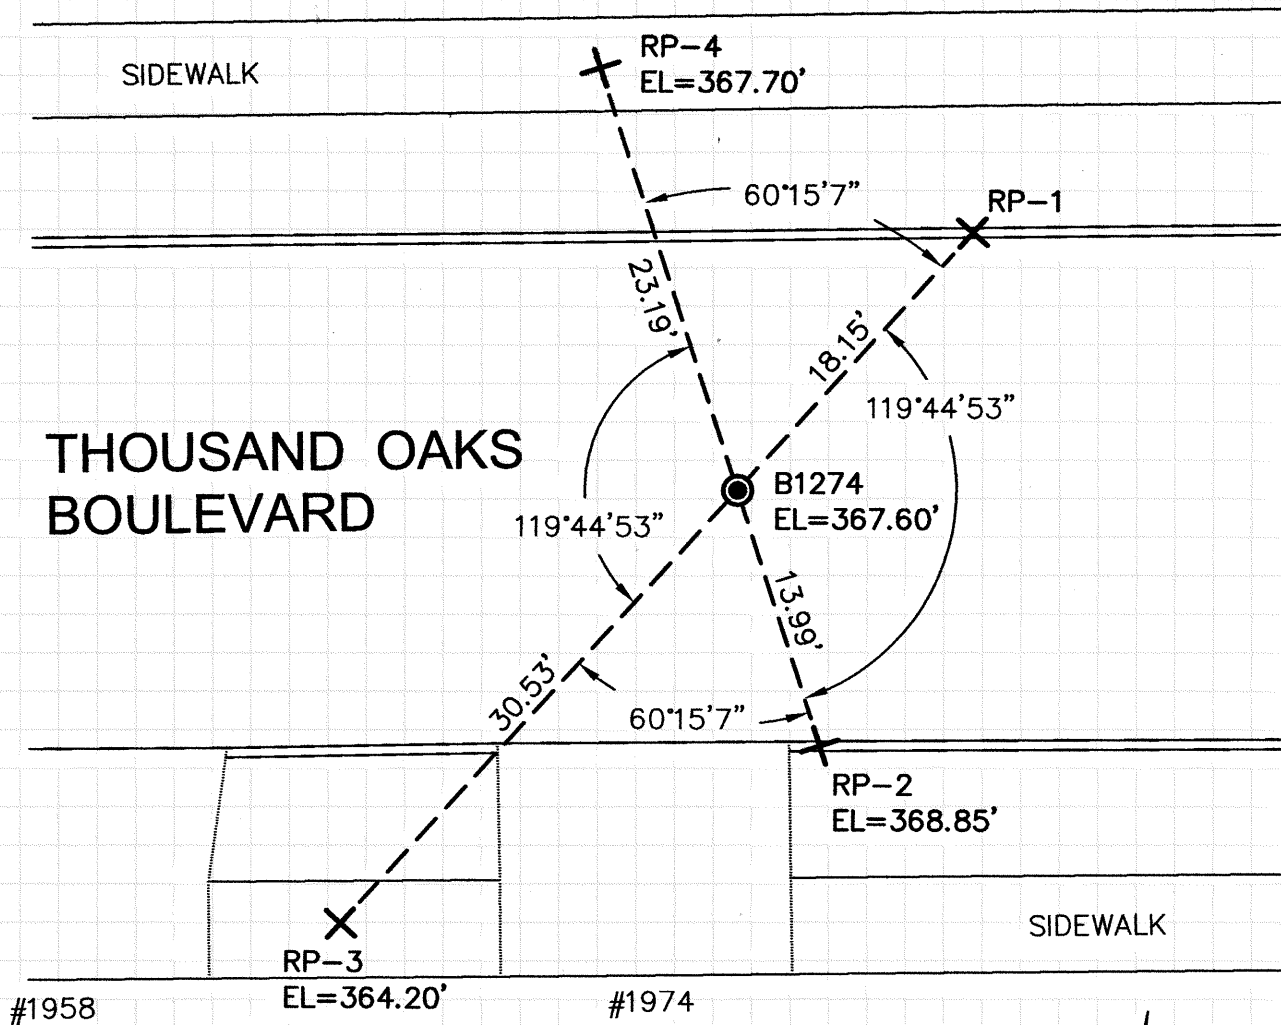 RP-4
EL=367.70'
SIDEWALK
60°15'7"
RP-1
23.19'
18.15'
119°44'53"
THOUSAND OAKS
BOULEVARD
B1274
EL=367.60'
119°44'53"
13.99'
30.53'
60°15'7"
RP-2
EL=368.85'
SIDEWALK
RP-3
EL=364.20'
#1958
#1974